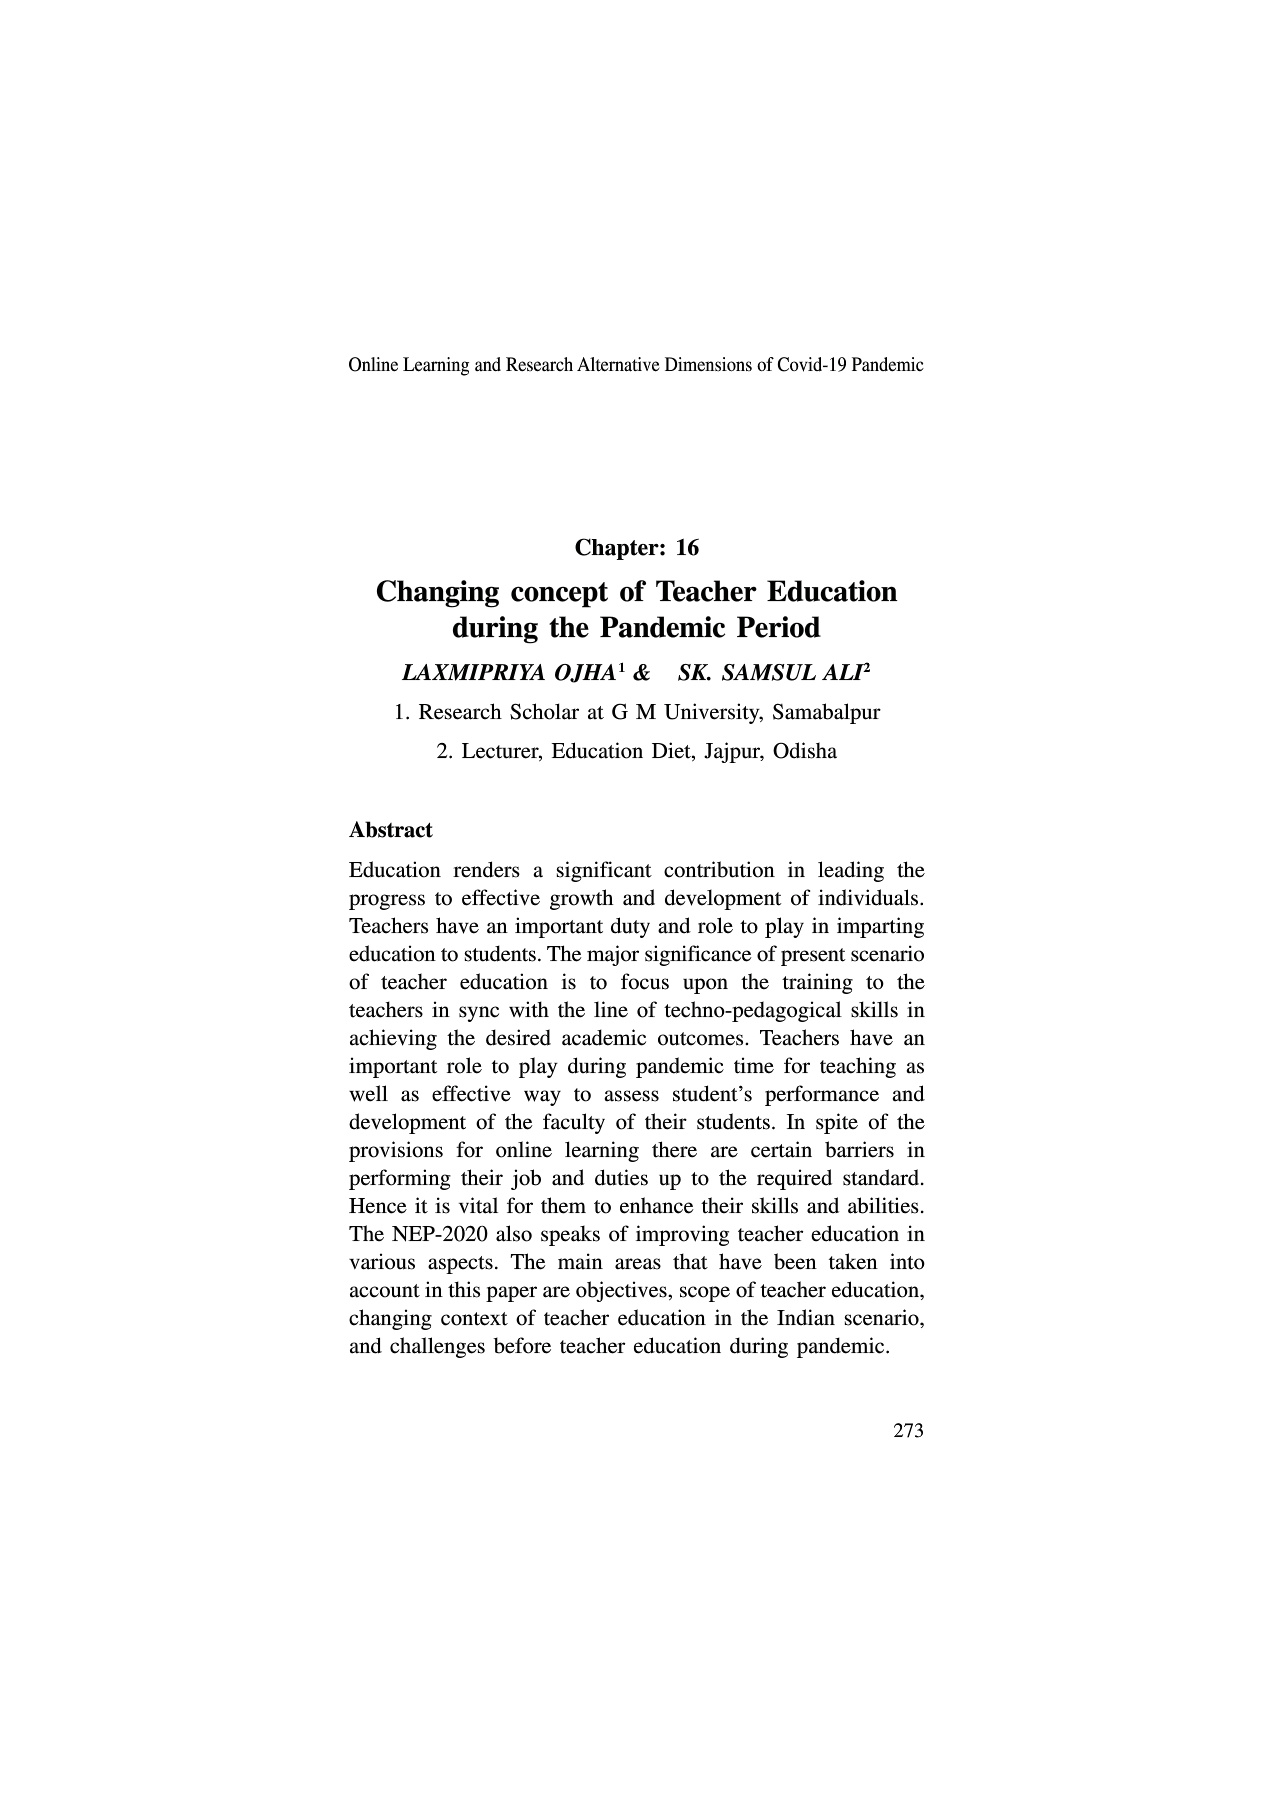 Online Learning and Research Alternative Dimensions of Covid-19 Pandemic
Chapter: 16
Changing concept of Teacher Education
during the Pandemic Period
LAXMIPRIYA OJHA¹ & SK. SAMSUL ALI²
1. Research Scholar at G M University, Samabalpur
2. Lecturer, Education Diet, Jajpur, Odisha
Abstract
Education renders a significant contribution in leading the
progress to effective growth and development of individuals.
Teachers have an important duty and role to play in imparting
education to students. The major significance of present scenario
of teacher education is to focus upon the training to the
teachers in sync with the line of techno-pedagogical skills in
achieving the desired academic outcomes. Teachers have an
important role to play during pandemic time for teaching as
well as effective way to assess student’s performance and
development of the faculty of their students. In spite of the
provisions for online learning there are certain barriers in
performing their job and duties up to the required standard.
Hence it is vital for them to enhance their skills and abilities.
The NEP-2020 also speaks of improving teacher education in
various aspects. The main areas that have been taken into
account in this paper are objectives, scope of teacher education,
changing context of teacher education in the Indian scenario,
and challenges before teacher education during pandemic.
273